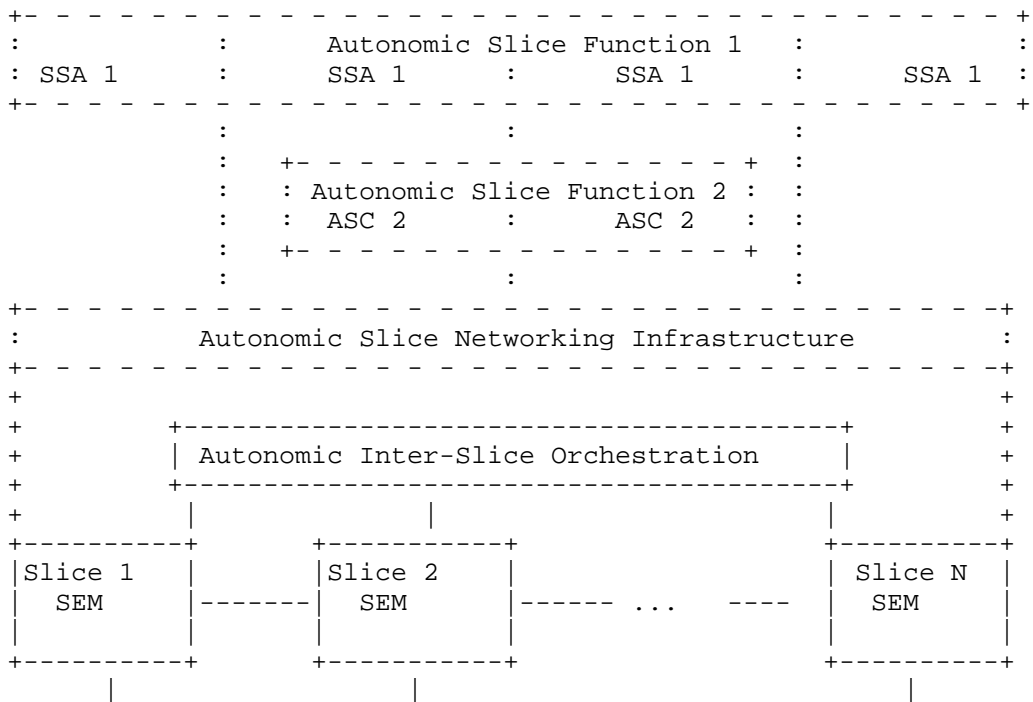 Autonomic Slice Function 1
SSA 1 SSA 1 SSA 1 SSA 1
Autonomic Slice Function 2
ASC 2 ASC 2
Autonomic Slice Networking Infrastructure
Autonomic Inter-Slice Orchestration
Slice 1 Slice 2 Slice N
SEM SEM ... SEM